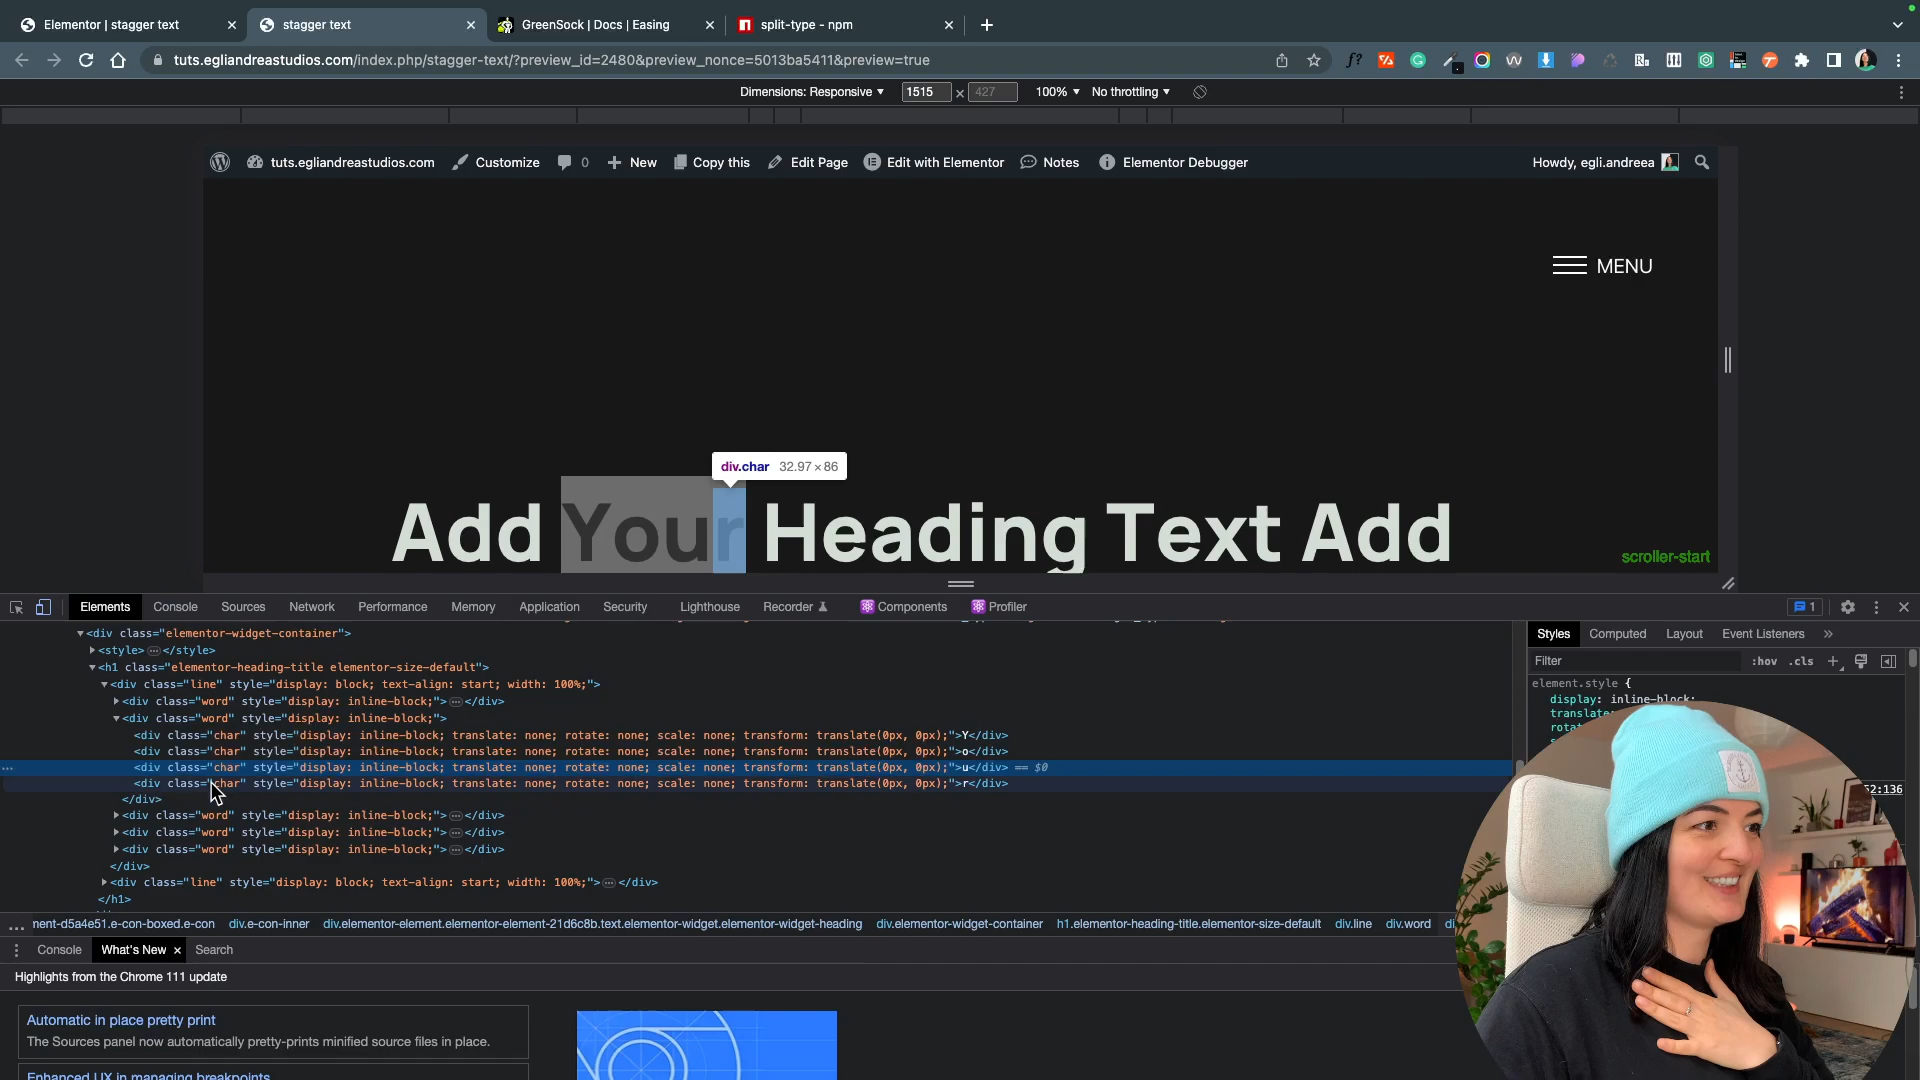 Elementor | stagger text
stagger text
GreenSock | Docs | Easing
split-type - npm
tuts.egliandreastudios.com/index.php/stagger-text/?preview_id=2480&preview_nonce=5013ba5411&preview=true
Dimensions: Responsive 1515 × 427 100% No throttling
tuts.egliandreastudios.com Customize 0 New Copy this Edit Page Edit with Elementor Notes Elementor Debugger Howdy, egli.andreea
MENU
div.char 32.97 × 86
Add Your Heading Text Add
scroller-start
Elements Console Sources Network Performance Memory Application Security Lighthouse Recorder Components Profiler 1
<div class="elementor-widget-container">
<style>…</style>
<h1 class="elementor-heading-title elementor-size-default">
<div class="line" style="display: block; text-align: start; width: 100%;">
<div class="word" style="display: inline-block;">…</div>
<div class="word" style="display: inline-block;">
<div class="char" style="display: inline-block; translate: none; rotate: none; scale: none; transform: translate(0px, 0px);">Y</div>
<div class="char" style="display: inline-block; translate: none; rotate: none; scale: none; transform: translate(0px, 0px);">o</div>
<div class="char" style="display: inline-block; translate: none; rotate: none; scale: none; transform: translate(0px, 0px);">u</div> == $0
<div class="char" style="display: inline-block; translate: none; rotate: none; scale: none; transform: translate(0px, 0px);">r</div>
</div>
<div class="word" style="display: inline-block;">…</div>
<div class="word" style="display: inline-block;">…</div>
<div class="word" style="display: inline-block;">…</div>
</div>
<div class="line" style="display: block; text-align: start; width: 100%;">…</div>
</h1>
Styles Computed Layout Event Listeners »
Filter :hov .cls +
element.style {
display: inline-block;
52:136
... ment-d5a4e51.e-con-boxed.e-con div.e-con-inner div.elementor-element.elementor-element-21d6c8b.text.elementor-widget.elementor-widget-heading div.elementor-widget-container h1.elementor-heading-title.elementor-size-default div.line div.word
Console What's New × Search
Highlights from the Chrome 111 update
Automatic in place pretty print
The Sources panel now automatically pretty-prints minified source files in place.
Enhanced UX in managing breakpoints